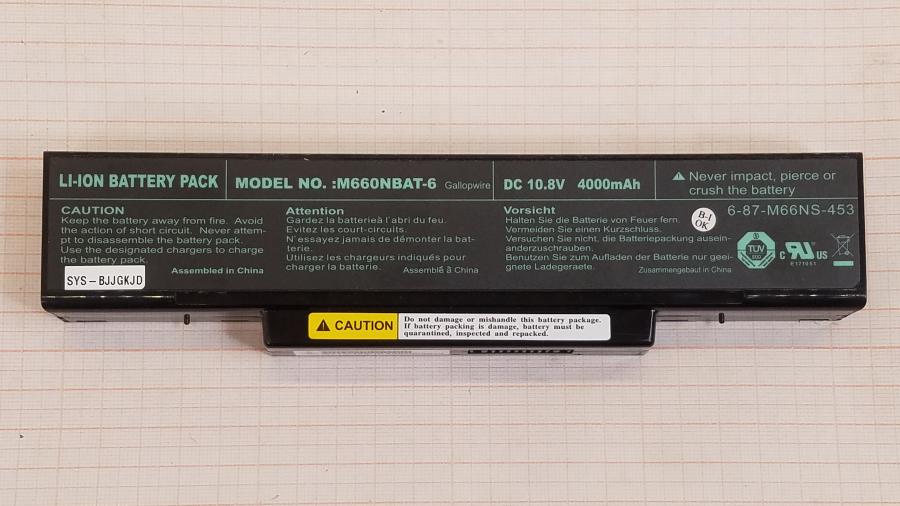 LI-ION BATTERY PACK
MODEL NO. :M660NBAT-6 Gallopwire
DC 10.8V 4000mAh
Never impact, pierce or
crush the battery
CAUTION
Keep the battery away from fire. Avoid
the action of short circuit. Never attem-
pt to disassemble the battery pack.
Use the designated chargers to charge
the battery pack.
Assembled in China
SYS-BJJGKJD
Attention
Gardez la batterieà l'abri du feu.
Evitez les court-circuits.
N'essayez jamais de démonter la bat-
terie.
Utilisez les chargeurs indiqués pour
charger la batterie.
Assemblê ã China
Vorsicht
Halten Sie die Batterie von Feuer fern.
Vermeiden Sie einen Kurzschluss.
Versuchen Sie nicht, die Batteriepackung ausein-
anderzuschrauben.
Benutzen Sie zum Aufladen der Batterie nur geei-
gnete Ladegeraete.
Zusammengebaut in China
B-1
OK
6-87-M66NS-453
TÜV
ECO
C UR US
E171051
CAUTION
Do not damage or mishandle this battery package.
If battery packing is damage, battery must be
quarantined, inspected and repacked.